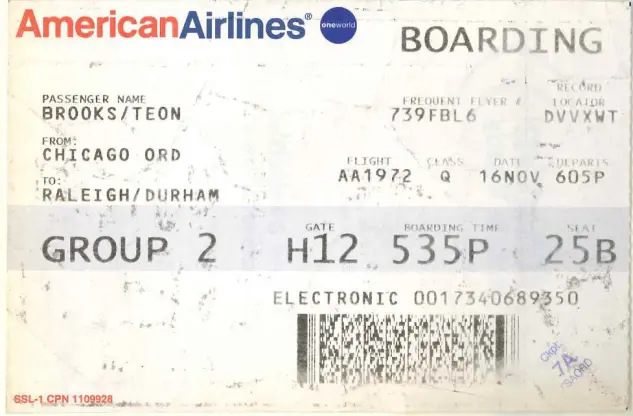 AmericanAirlines® oneworld
BOARDING
PASSENGER NAME
BROOKS/TEON
FREQUENT FLYER #
739FBL6
RECORD
LOCATOR
DVVXWT
FROM:
CHICAGO ORD
TO:
RALEIGH/DURHAM
FLIGHT CLASS DATE DEPARTS
AA1972 Q 16NOV 605P
GATE BOARDING TIME SEAT
GROUP 2 H12 535P 25B
ELECTRONIC 0017340689350
7A
SSL-1 CPN 1109928